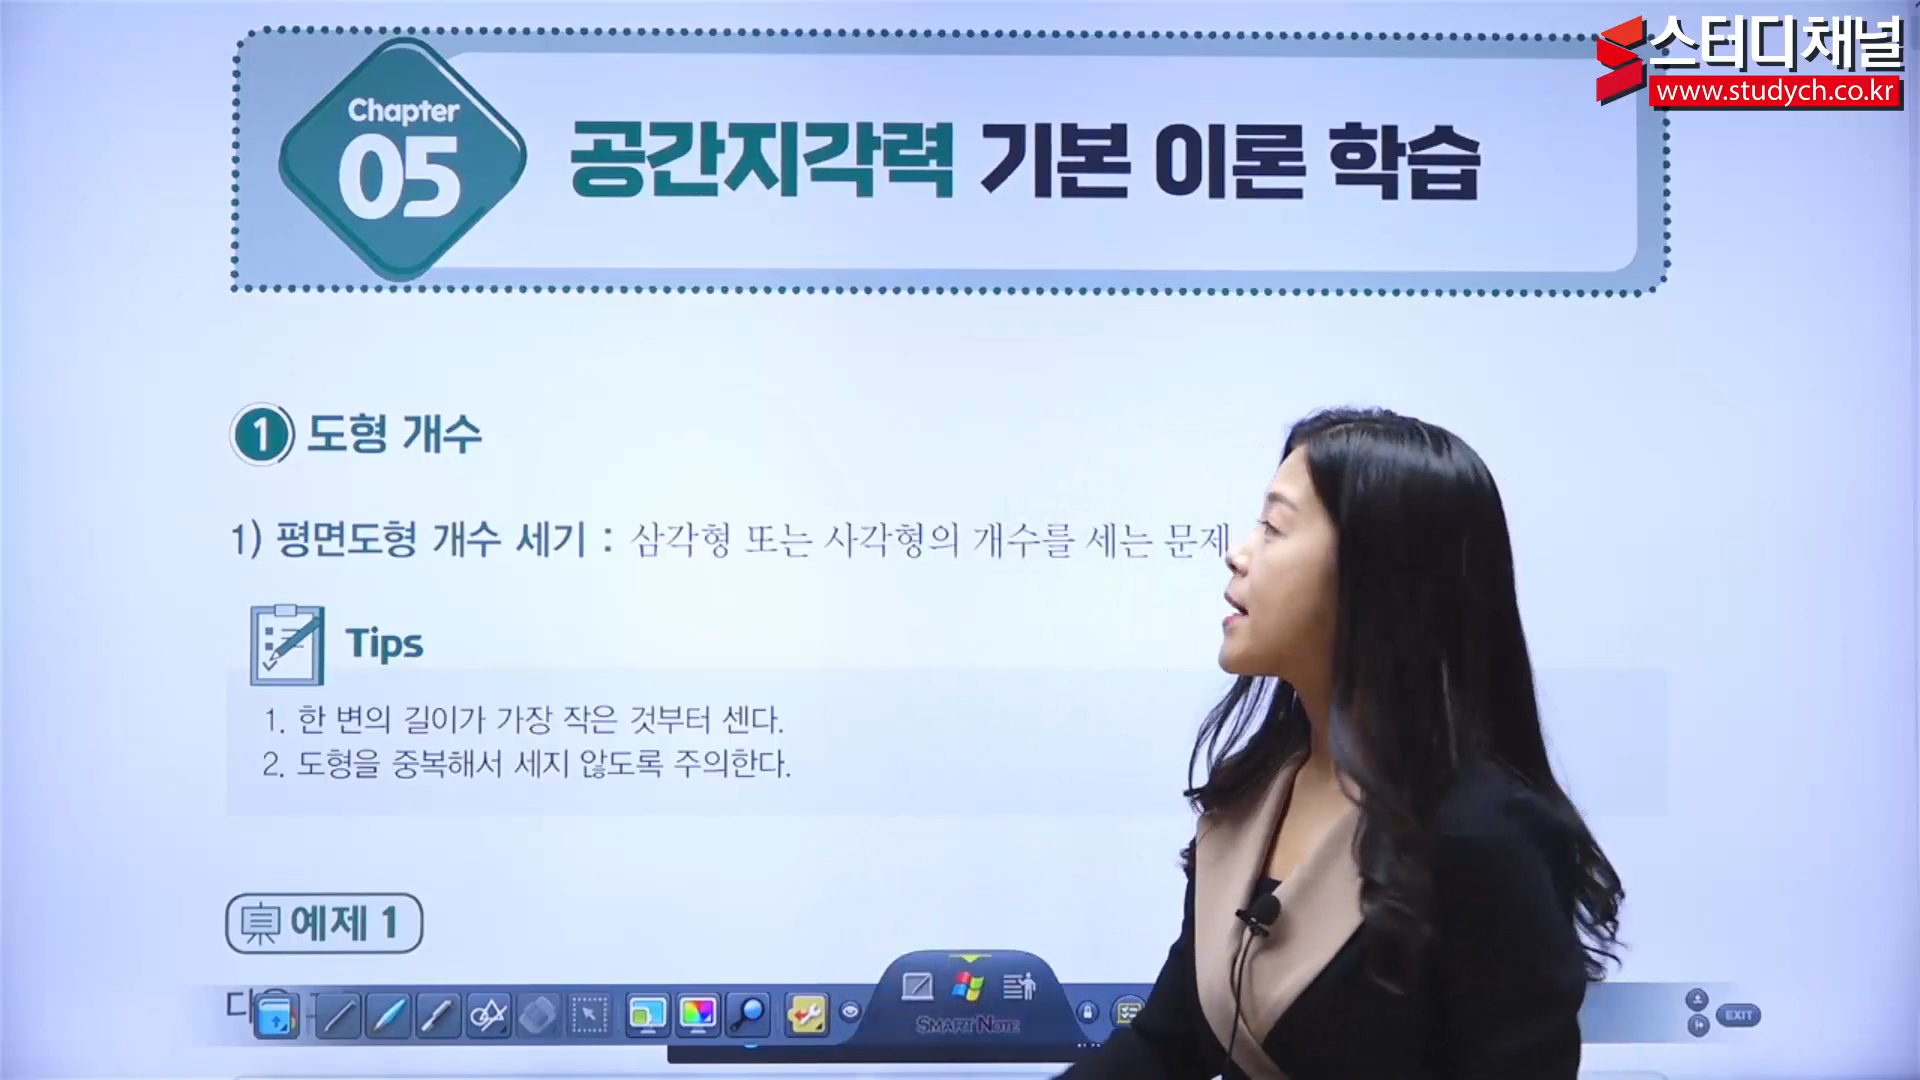 스터디채널
www.studych.co.kr
Chapter
05
공간지각력 기본 이론 학습
1 도형 개수
1) 평면도형 개수 세기 : 삼각형 또는 사각형의 개수를 세는 문제
Tips
1. 한 변의 길이가 가장 작은 것부터 센다.
2. 도형을 중복해서 세지 않도록 주의한다.
예제 1
SMARTNOTE
EXIT